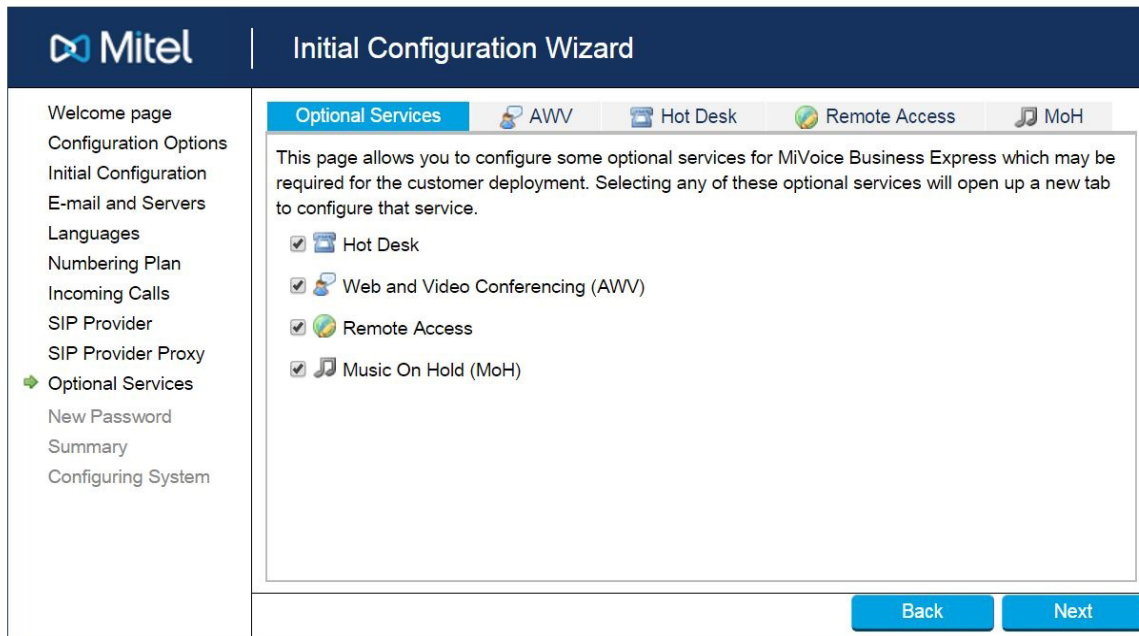 Mitel
Initial Configuration Wizard
Welcome page
Configuration Options
Initial Configuration
E-mail and Servers
Languages
Numbering Plan
Incoming Calls
SIP Provider
SIP Provider Proxy
Optional Services
New Password
Summary
Configuring System
Optional Services AWV Hot Desk Remote Access MoH
This page allows you to configure some optional services for MiVoice Business Express which may be
required for the customer deployment. Selecting any of these optional services will open up a new tab
to configure that service.
Hot Desk
Web and Video Conferencing (AWV)
Remote Access
Music On Hold (MoH)
Back Next